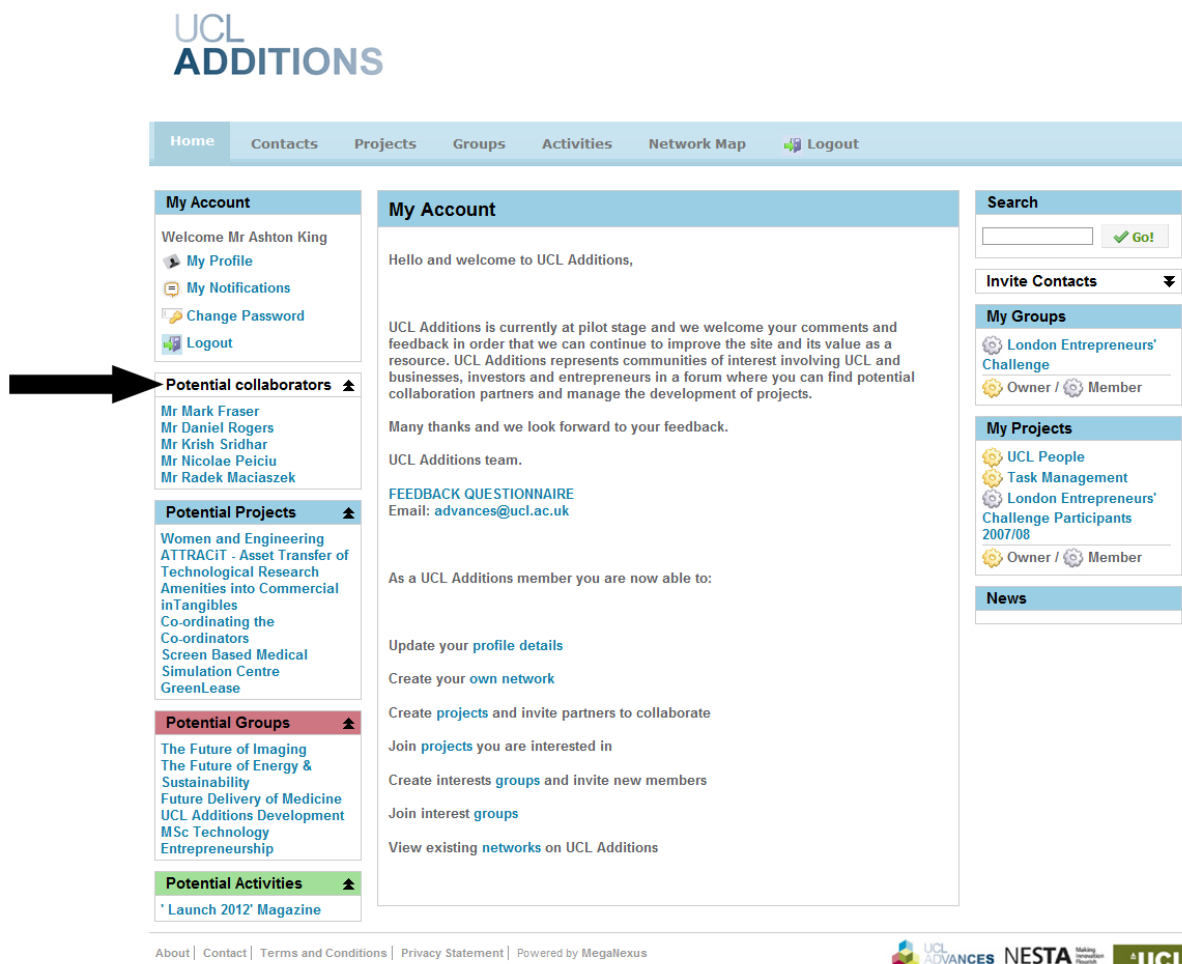 UCL
ADDITIONS
Home
Contacts
Projects
Groups
Activities
Network Map
Logout
My Account
Welcome Mr Ashton King
My Profile
My Notifications
Change Password
Logout
Potential collaborators
Mr Mark Fraser
Mr Daniel Rogers
Mr Krish Sridhar
Mr Nicolae Peiciu
Mr Radek Maciaszek
Potential Projects
Women and Engineering
ATTRACiT - Asset Transfer of
Technological Research
Amenities into Commercial
inTangibles
Co-ordinating the
Co-ordinators
Screen Based Medical
Simulation Centre
GreenLease
Potential Groups
The Future of Imaging
The Future of Energy &
Sustainability
Future Delivery of Medicine
UCL Additions Development
MSc Technology
Entrepreneurship
Potential Activities
' Launch 2012' Magazine
My Account
Hello and welcome to UCL Additions,
UCL Additions is currently at pilot stage and we welcome your comments and
feedback in order that we can continue to improve the site and its value as a
resource. UCL Additions represents communities of interest involving UCL and
businesses, investors and entrepreneurs in a forum where you can find potential
collaboration partners and manage the development of projects.
Many thanks and we look forward to your feedback.
UCL Additions team.
FEEDBACK QUESTIONNAIRE
Email: advances@ucl.ac.uk
As a UCL Additions member you are now able to:
Update your profile details
Create your own network
Create projects and invite partners to collaborate
Join projects you are interested in
Create interests groups and invite new members
Join interest groups
View existing networks on UCL Additions
Search
Go!
Invite Contacts
My Groups
London Entrepreneurs'
Challenge
Owner / Member
My Projects
UCL People
Task Management
London Entrepreneurs'
Challenge Participants
2007/08
Owner / Member
News
About | Contact | Terms and Conditions | Privacy Statement | Powered by MegaNexus
UCL
ADVANCES
NESTA
Making
Innovation
Flourish
UCL